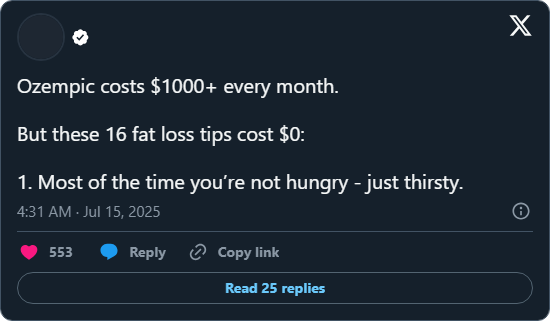 Ozempic costs $1000+ every month.
But these 16 fat loss tips cost $0:
1. Most of the time you’re not hungry - just thirsty.
4:31 AM · Jul 15, 2025
553 Reply Copy link
Read 25 replies